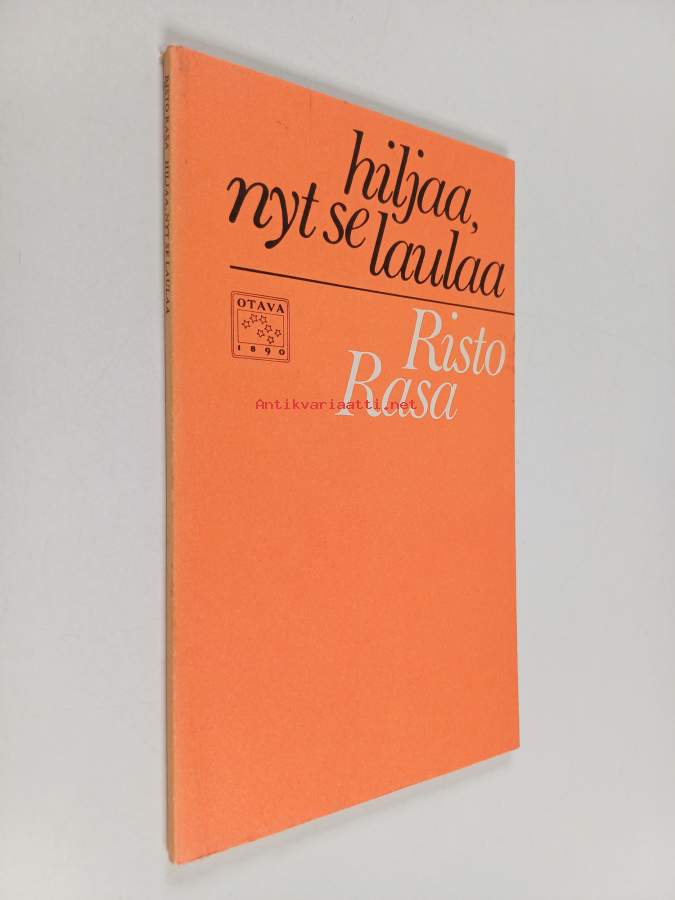 hiljaa,
nyt se
laulaa
OTAVA
1890
Risto
Rasa
Antikvariaatti.net
RISTO RASA HILJAA, NYT SE LAULAA